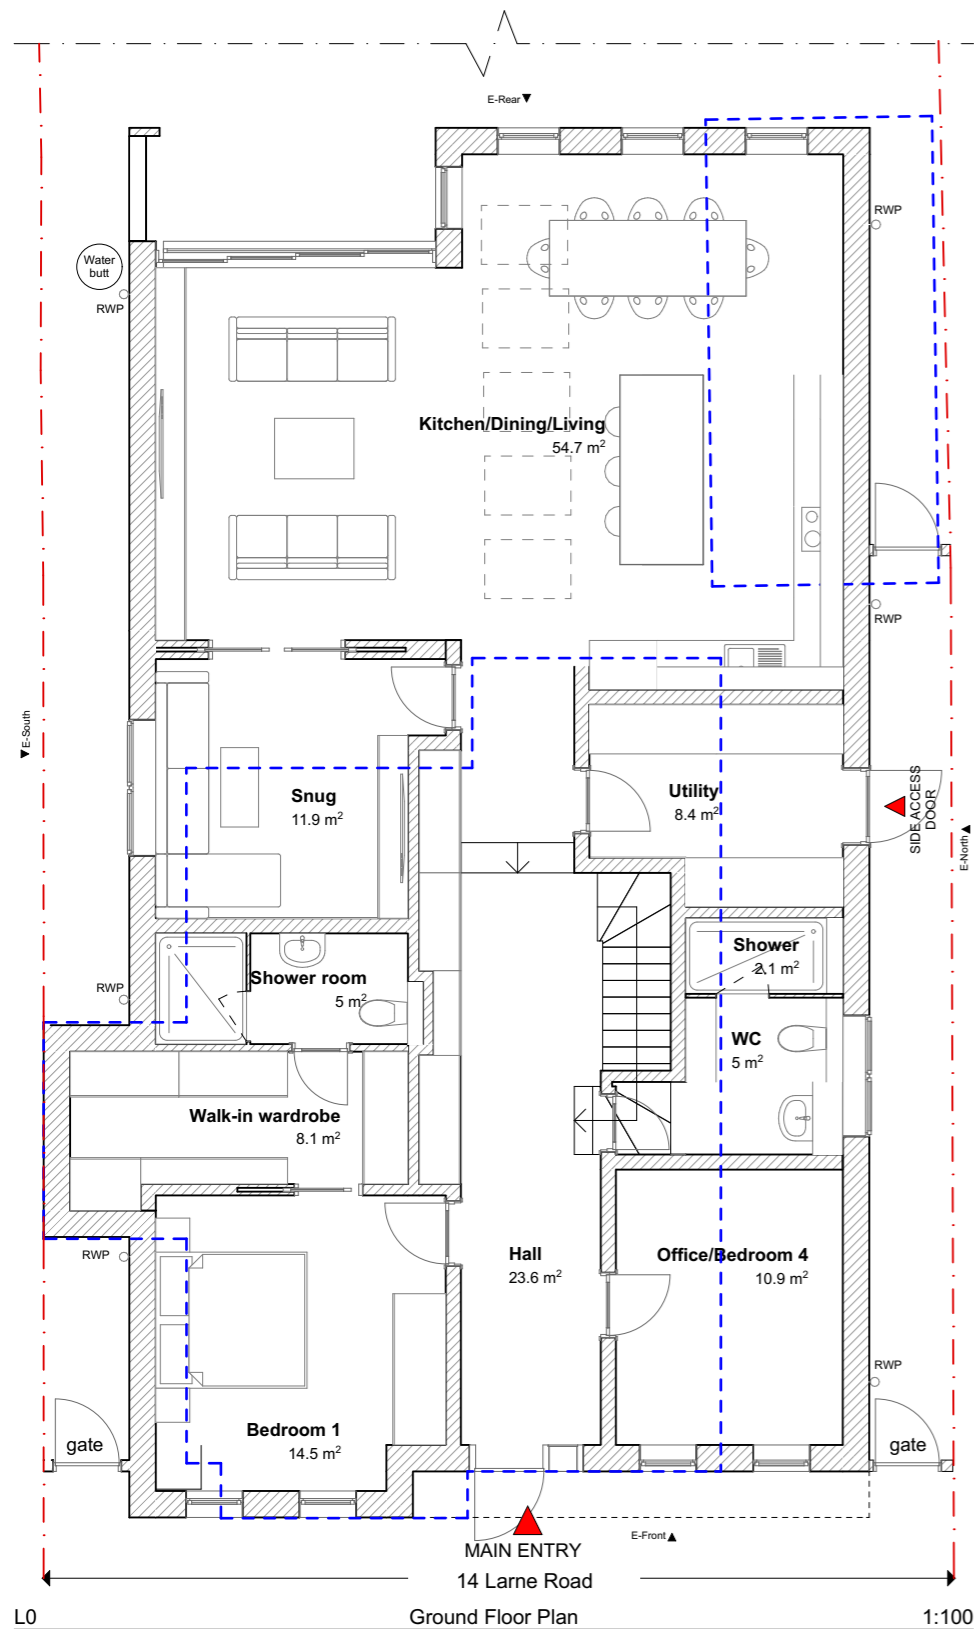 E-Rear
RWP
Water
butt
RWP
Kitchen/Dining/Living
54.7 m²
RWP
E-South
Snug
11.9 m²
Utility
8.4 m²
SIDE ACCESS
DOOR
E-North
Shower
2.1 m²
Shower room
5 m²
RWP
WC
5 m²
Walk-in wardrobe
8.1 m²
RWP
Hall
23.6 m²
Office/Bedroom 4
10.9 m²
RWP
Bedroom 1
14.5 m²
gate
gate
E-Front
MAIN ENTRY
14 Larne Road
L0
Ground Floor Plan
1:100